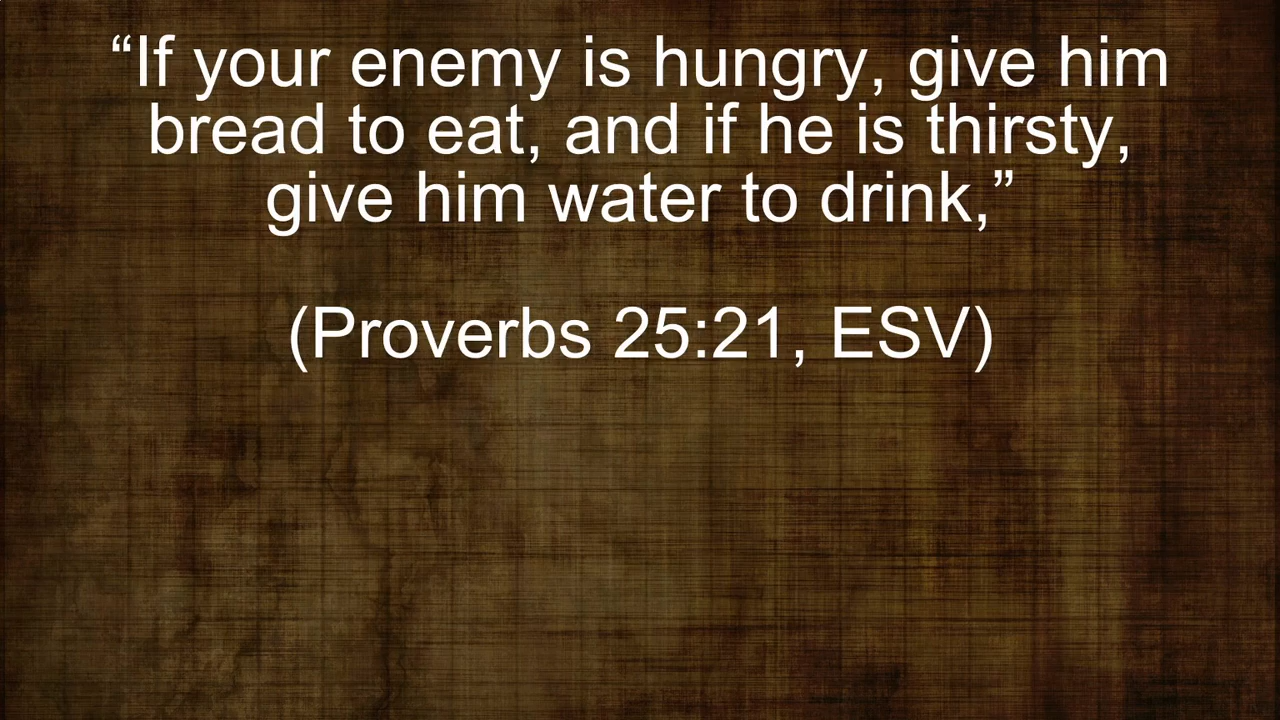 “If your enemy is hungry, give him
bread to eat, and if he is thirsty,
give him water to drink,”
(Proverbs 25:21, ESV)